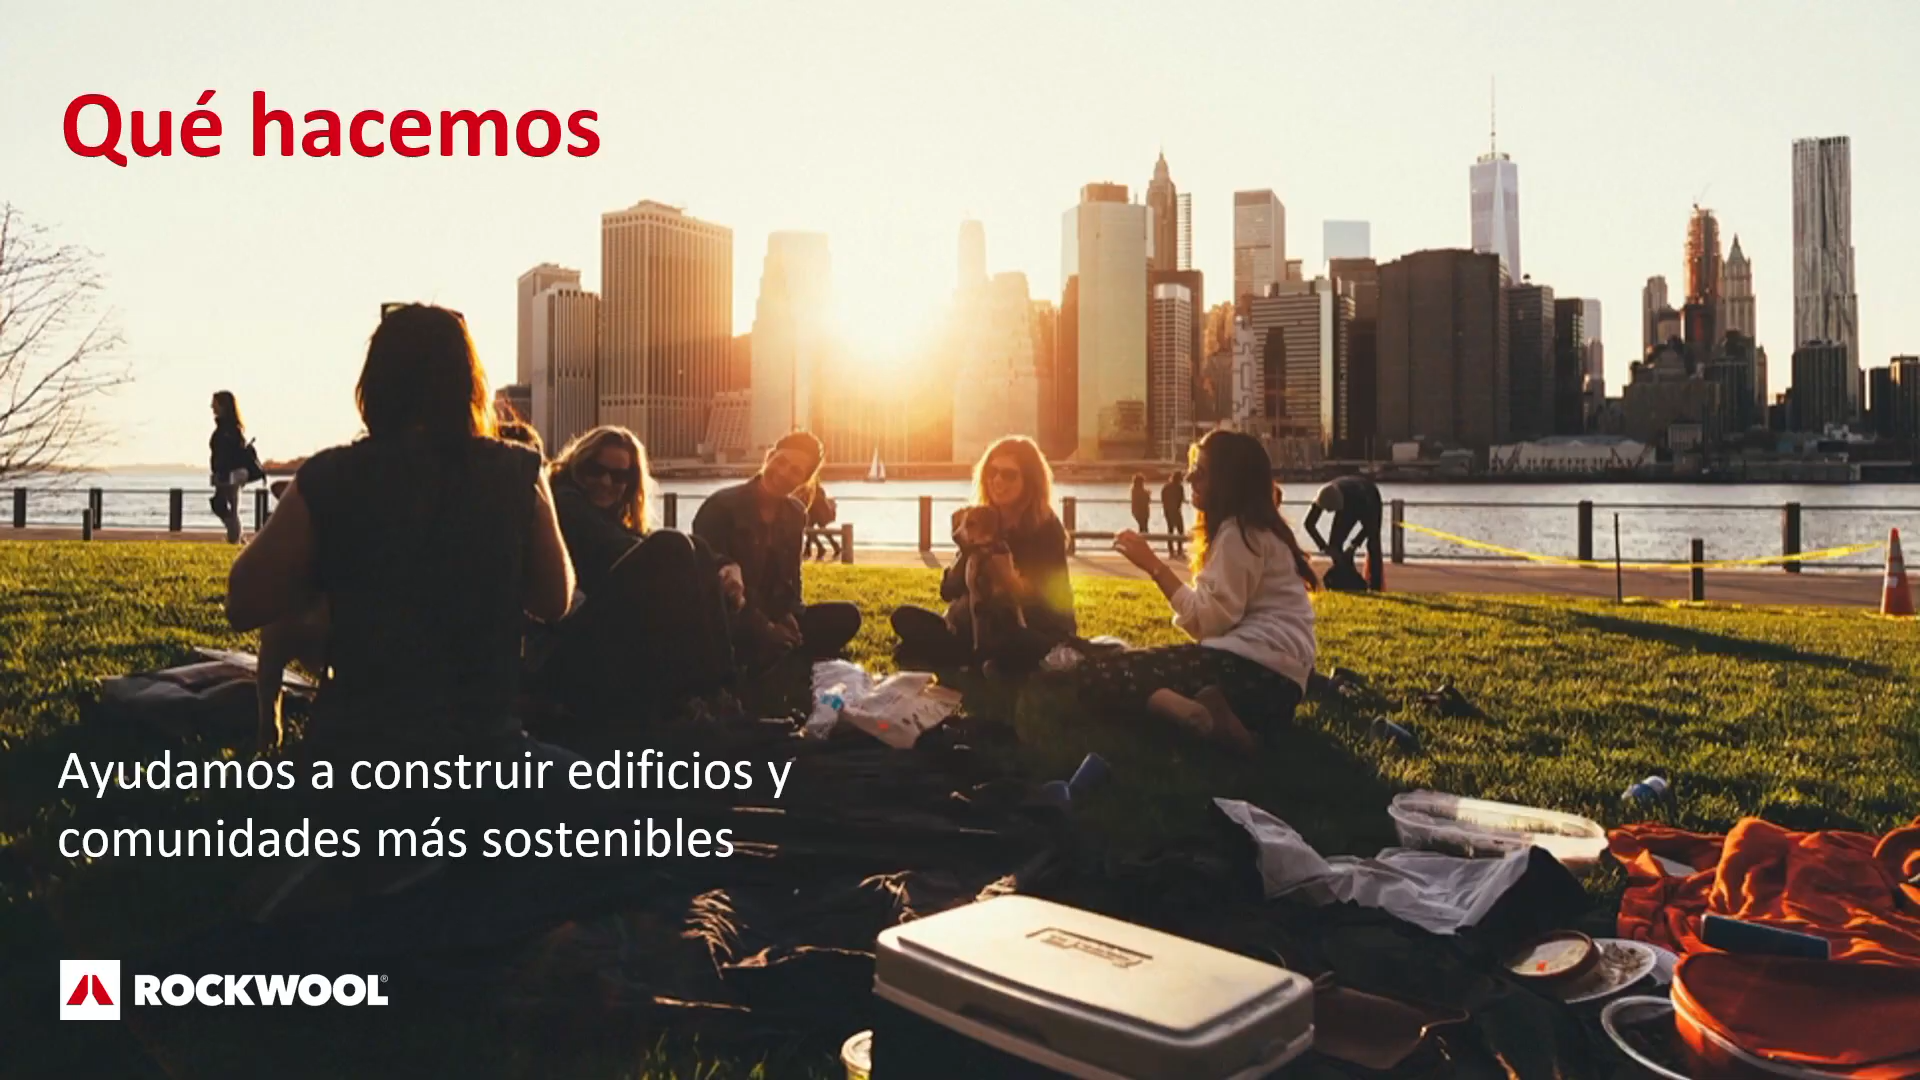 Qué hacemos
Ayudamos a construir edificios y
comunidades más sostenibles
ROCKWOOL®